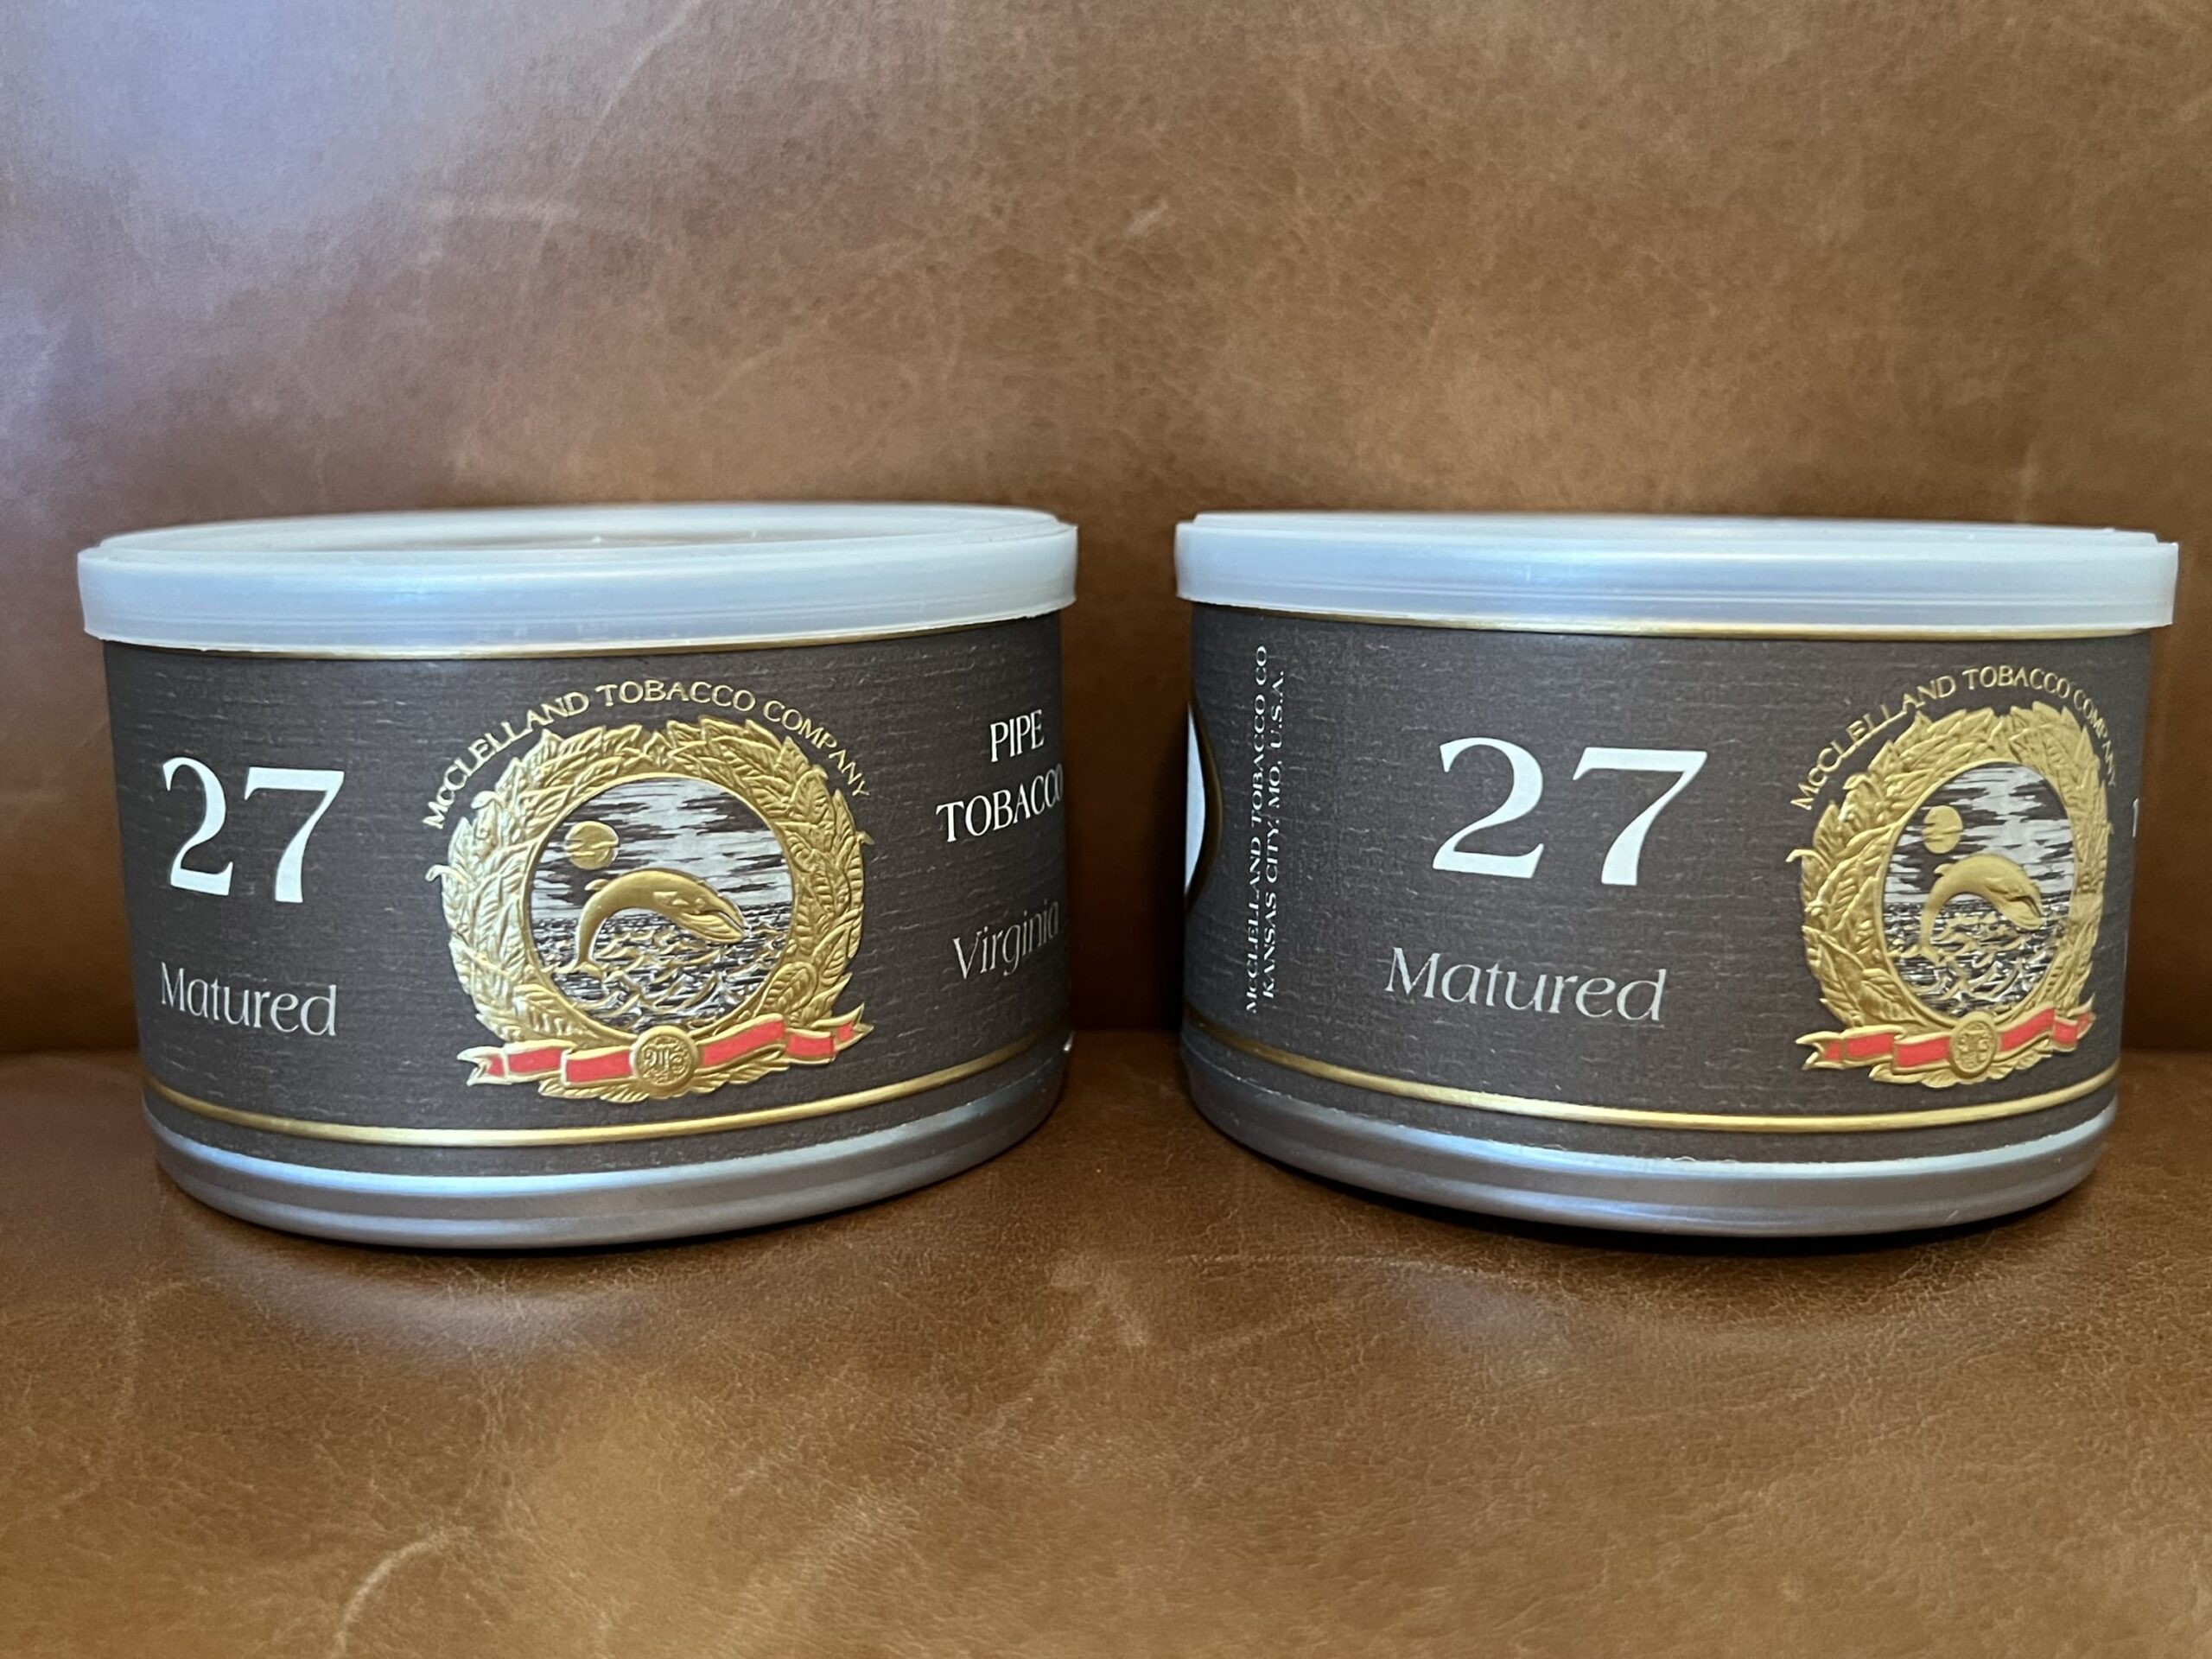 McCLELLAND TOBACCO COMPANY
27
Matured
PIPE
TOBACCO
Virginia
McCLELLAND TOBACCO CO
KANSAS CITY, MO. U.S.A.
27
Matured
McCLELLAND TOBACCO COMPANY